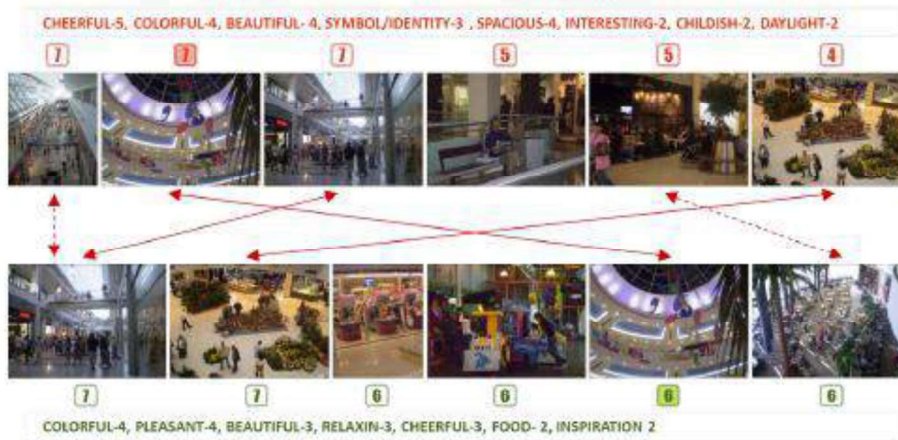 CHEERFUL-5, COLORFUL-4, BEAUTIFUL- 4, SYMBOL/IDENTITY-3 , SPACIOUS-4, INTERESTING-2, CHILDISH-2, DAYLIGHT-2
7 7 7 5 5 4
7 7 6 6 6 6
COLORFUL-4, PLEASANT-4, BEAUTIFUL-3, RELAXIN-3, CHEERFUL-3, FOOD- 2, INSPIRATION 2